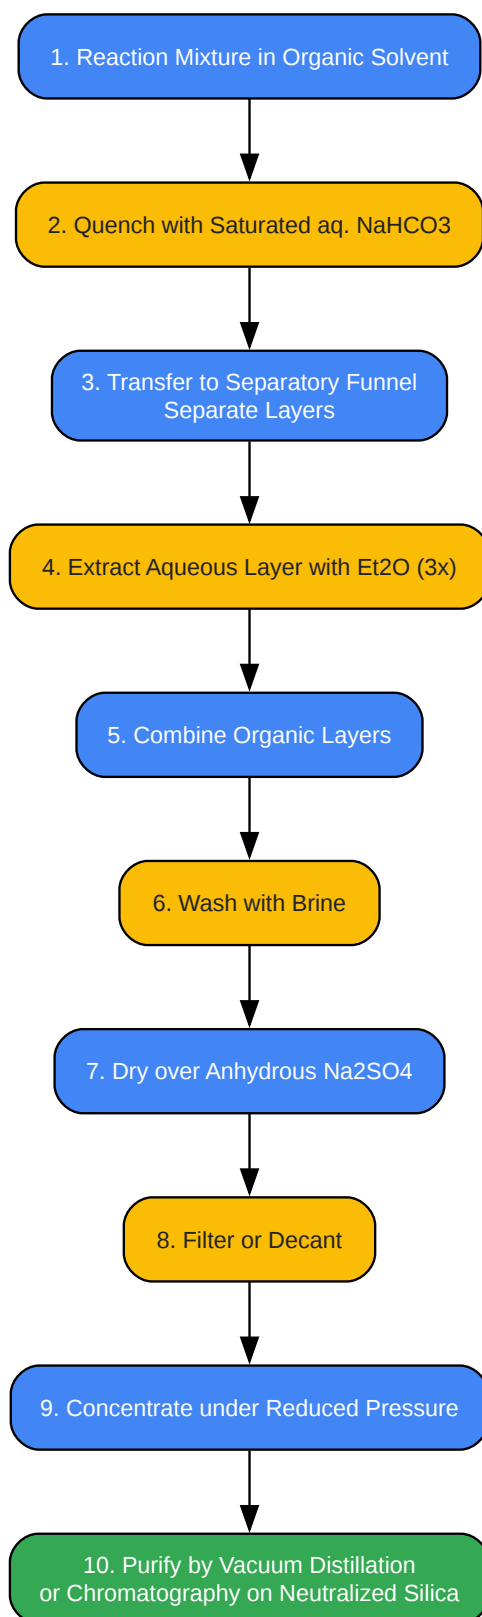 1. Reaction Mixture in Organic Solvent
2. Quench with Saturated aq. NaHCO3
3. Transfer to Separatory Funnel
Separate Layers
4. Extract Aqueous Layer with Et2O (3x)
5. Combine Organic Layers
6. Wash with Brine
7. Dry over Anhydrous Na2SO4
8. Filter or Decant
9. Concentrate under Reduced Pressure
10. Purify by Vacuum Distillation
or Chromatography on Neutralized Silica